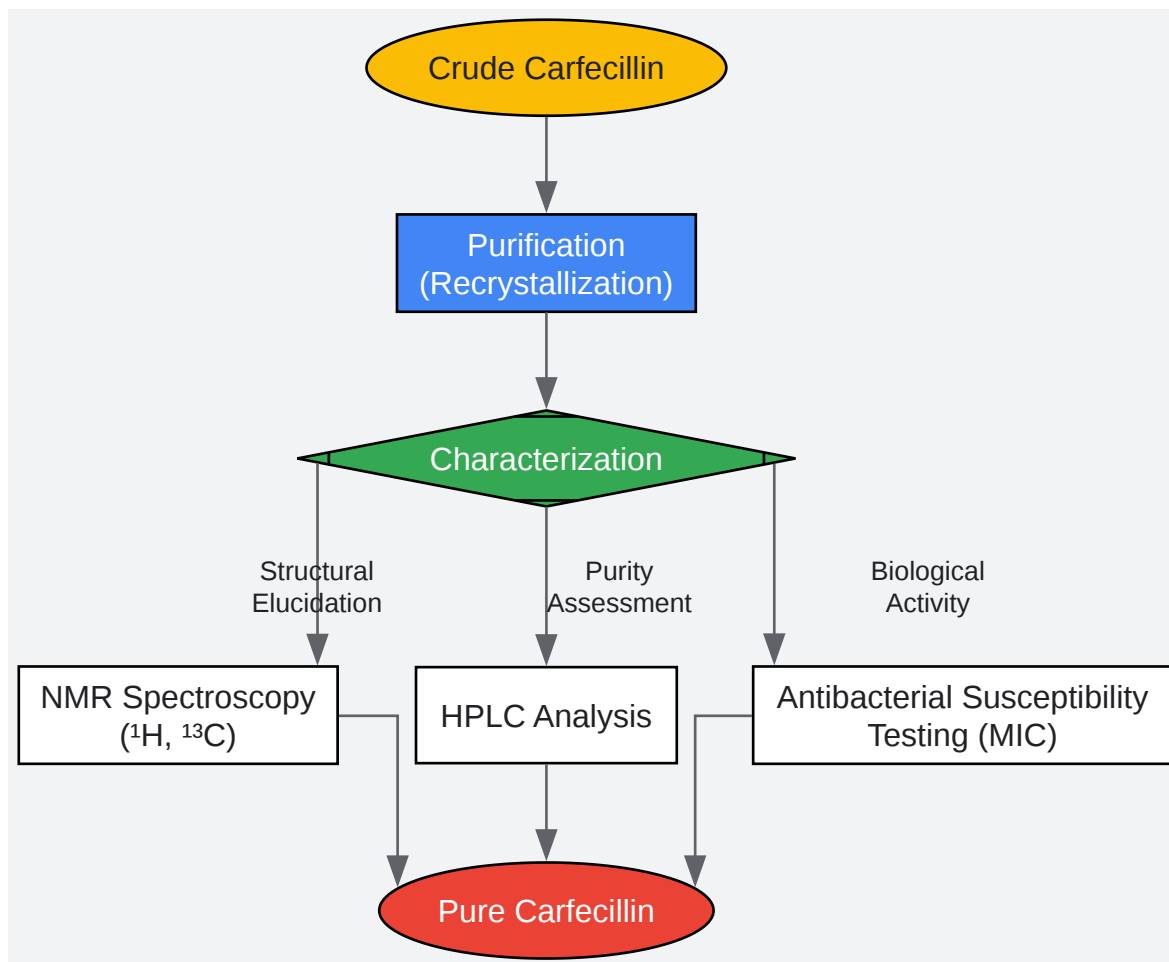 Crude Carfecillin
Purification
(Recrystallization)
Characterization
Structural
Elucidation
Purity
Assessment
Biological
Activity
NMR Spectroscopy
(¹H, ¹³C)
HPLC Analysis
Antibacterial Susceptibility
Testing (MIC)
Pure Carfecillin